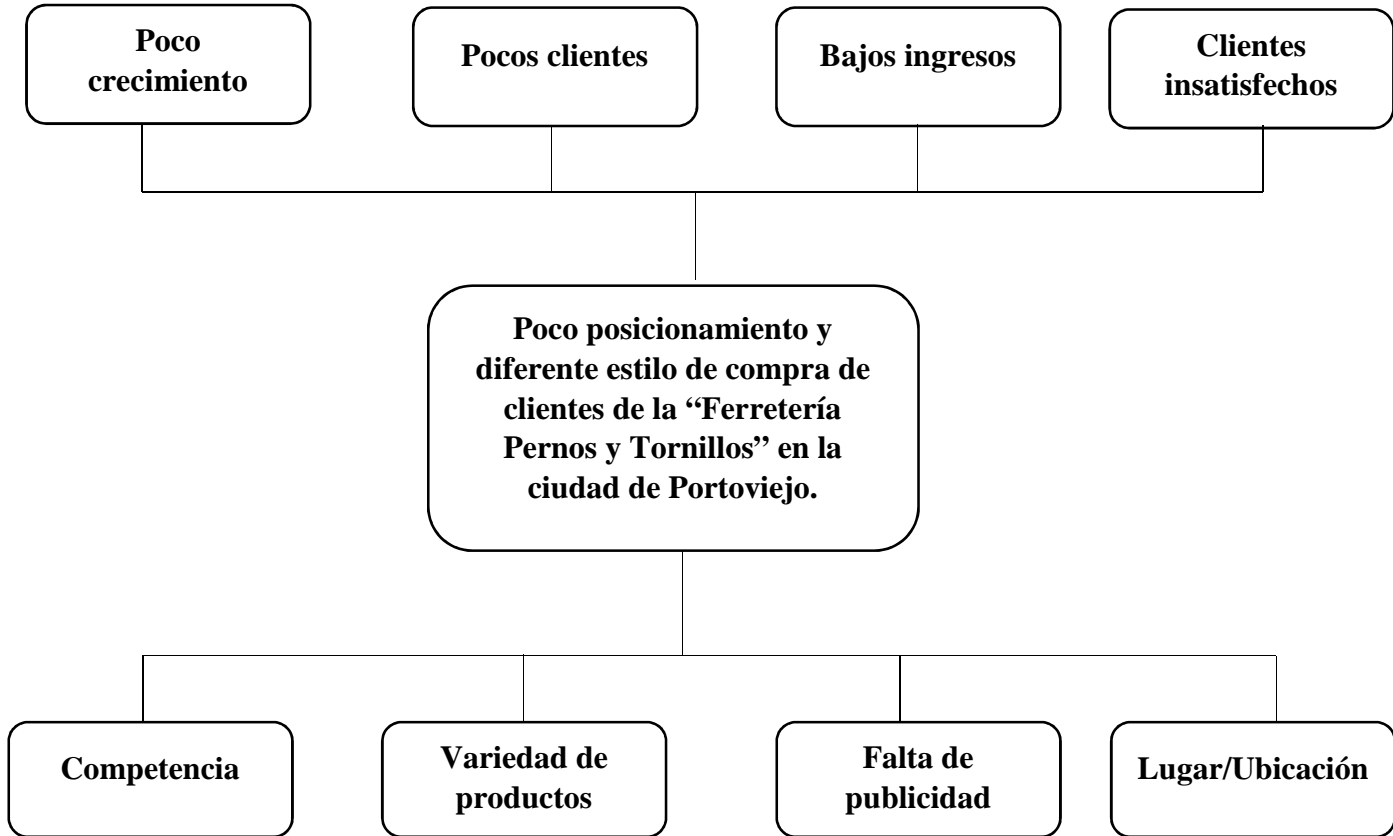 Poco
crecimiento
Pocos clientes
Bajos ingresos
Clientes
insatisfechos
Poco posicionamiento y
diferente estilo de compra de
clientes de la “Ferretería
Pernos y Tornillos” en la
ciudad de Portoviejo.
Competencia
Variedad de
productos
Falta de
publicidad
Lugar/Ubicación